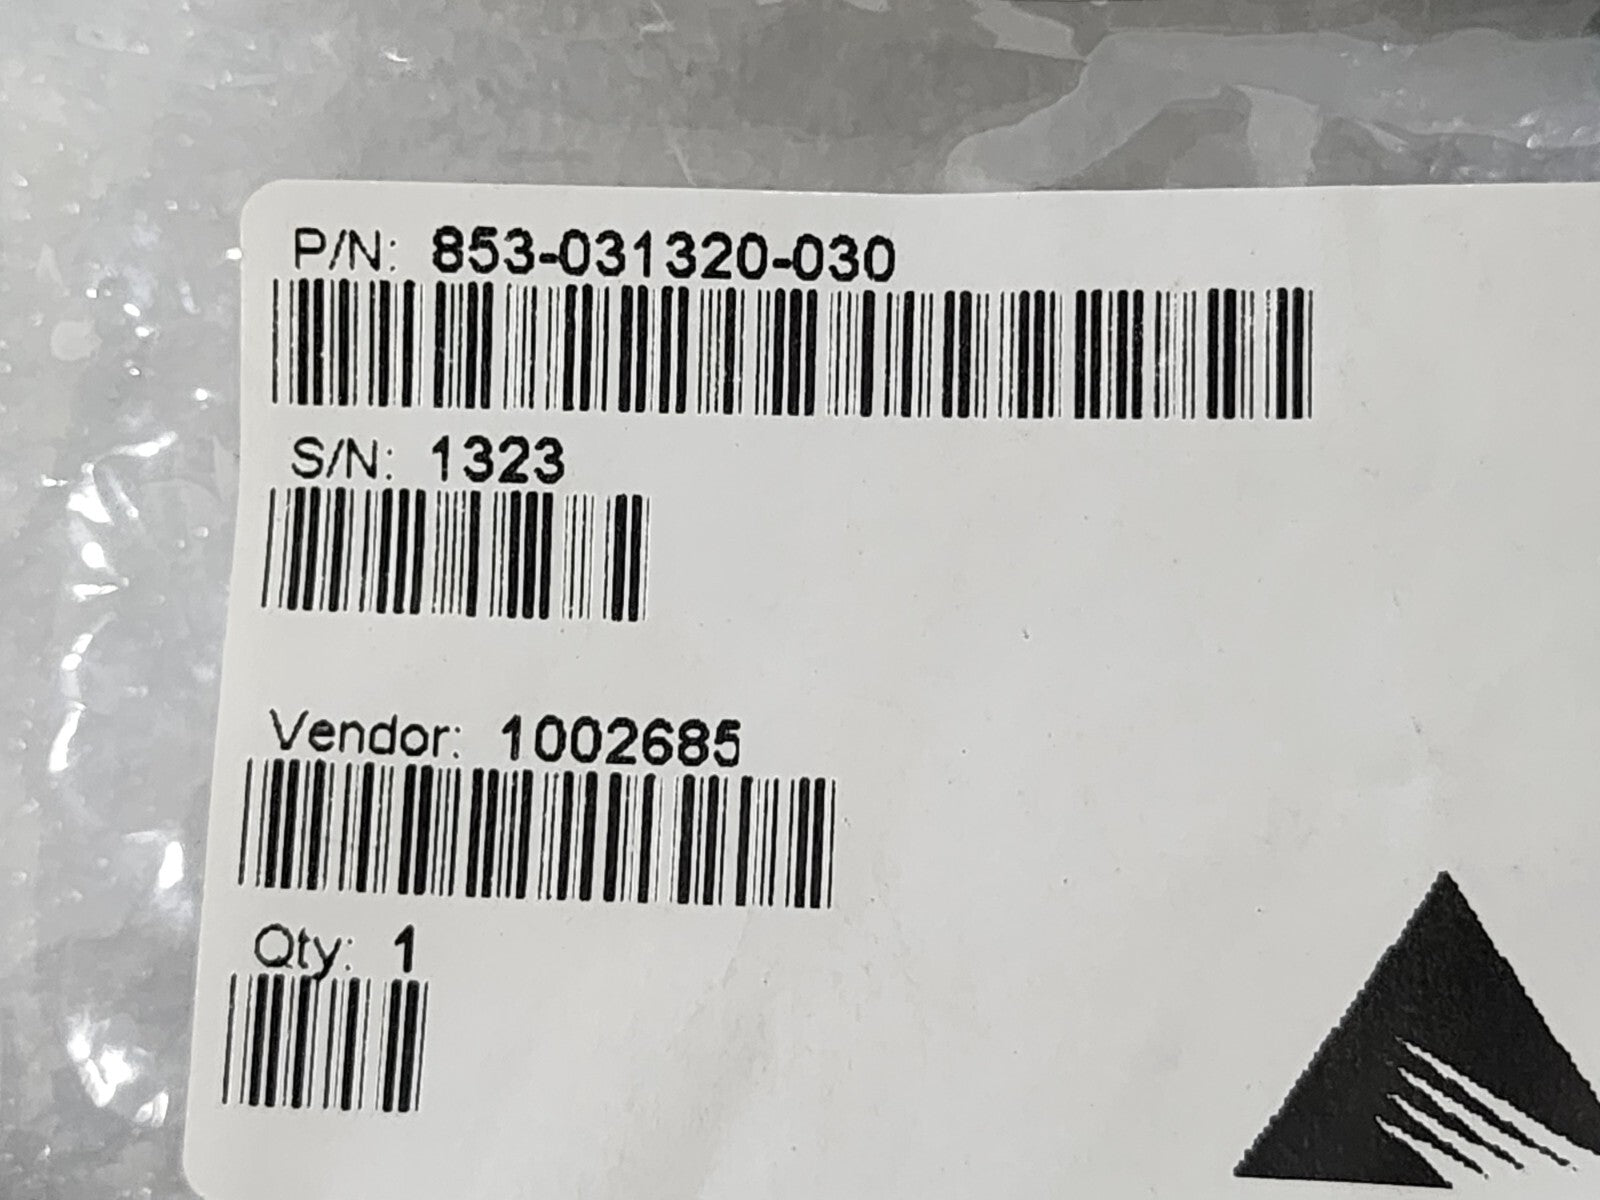 P/N: 853-031320-030
S/N: 1323
Vendor: 1002685
Qty: 1